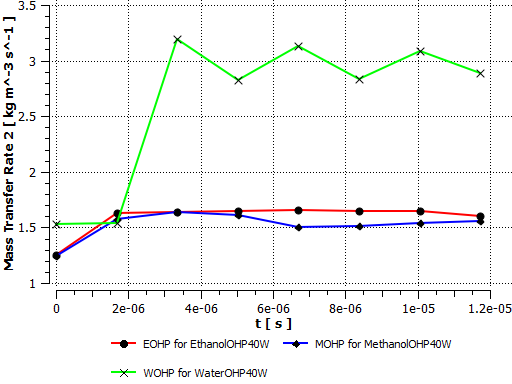 3.5
3
2.5
2
1.5
1
Mass Transfer Rate 2 [ kg m^-3 s^-1 ]
0
2e-06
4e-06
6e-06
8e-06
1e-05
1.2e-05
t [ s ]
EOHP for EthanolOHP40W
MOHP for MethanolOHP40W
WOHP for WaterOHP40W